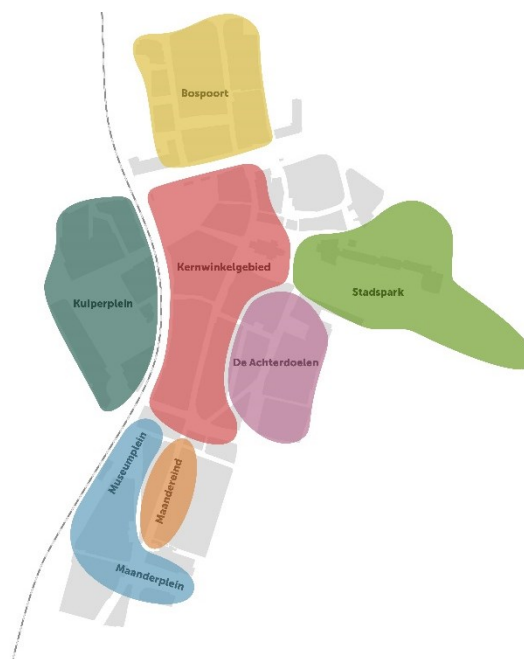 Bospoort
Kernwinkelgebied
Stadspark
Kuiperplein
De Achterdoelen
Museumplein
Maandereind
Maanderplein